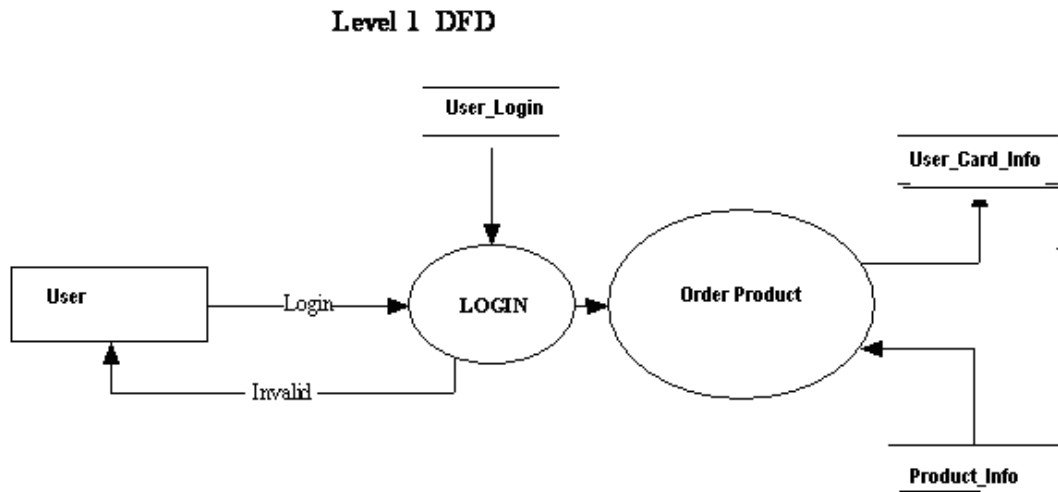 Level 1 DFD
User_Login
User_Card_Info
User
Login
LOGIN
Order Product
Invalid
Product_Info